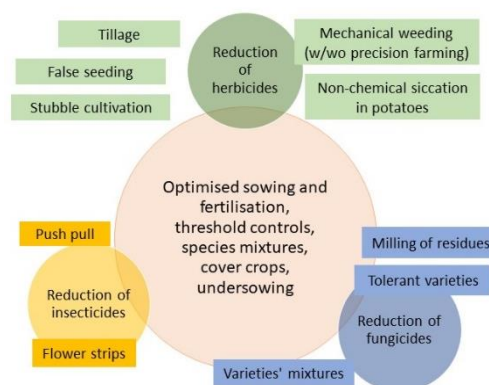 Tillage
False seeding
Stubble cultivation
Reduction
of
herbicides
Mechanical weeding
(w/wo precision farming)
Non-chemical siccation
in potatoes
Optimised sowing and
fertilisation,
threshold controls,
species mixtures,
cover crops,
undersowing
Push pull
Reduction of
insecticides
Flower strips
Milling of residues
Tolerant varieties
Reduction of
fungicides
Varieties' mixtures